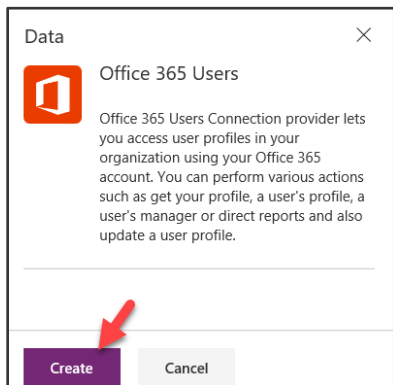 Data
Office 365 Users
Office 365 Users Connection provider lets
you access user profiles in your
organization using your Office 365
account. You can perform various actions
such as get your profile, a user's profile, a
user's manager or direct reports and also
update a user profile.
Create
Cancel